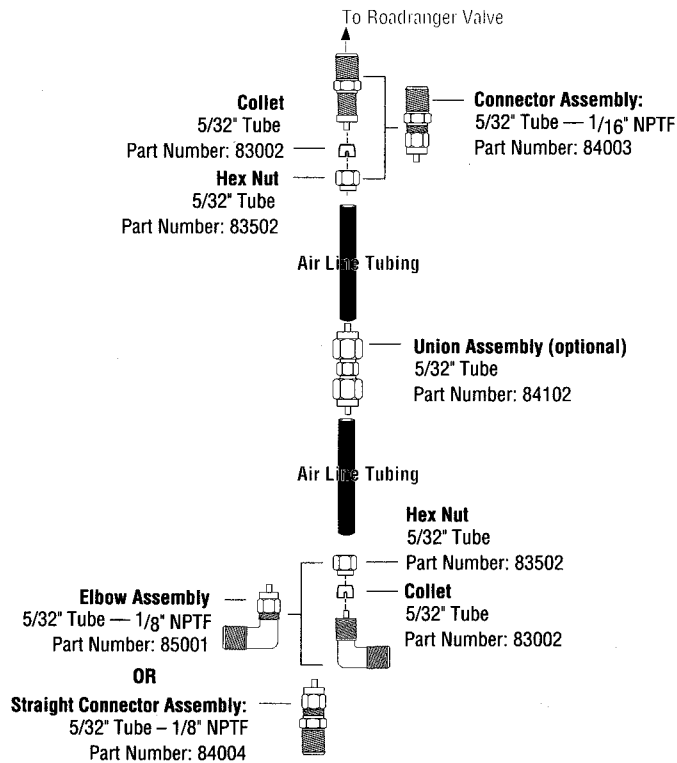 To Roadranger Valve
Collet
5/32" Tube
Part Number: 83002
Hex Nut
5/32" Tube
Part Number: 83502
Connector Assembly:
5/32" Tube — 1/16" NPTF
Part Number: 84003
Air Line Tubing
Union Assembly (optional)
5/32" Tube
Part Number: 84102
Air Line Tubing
Hex Nut
5/32" Tube
Part Number: 83502
Collet
5/32" Tube
Part Number: 83002
Elbow Assembly
5/32" Tube — 1/8" NPTF
Part Number: 85001
OR
Straight Connector Assembly:
5/32" Tube – 1/8" NPTF
Part Number: 84004